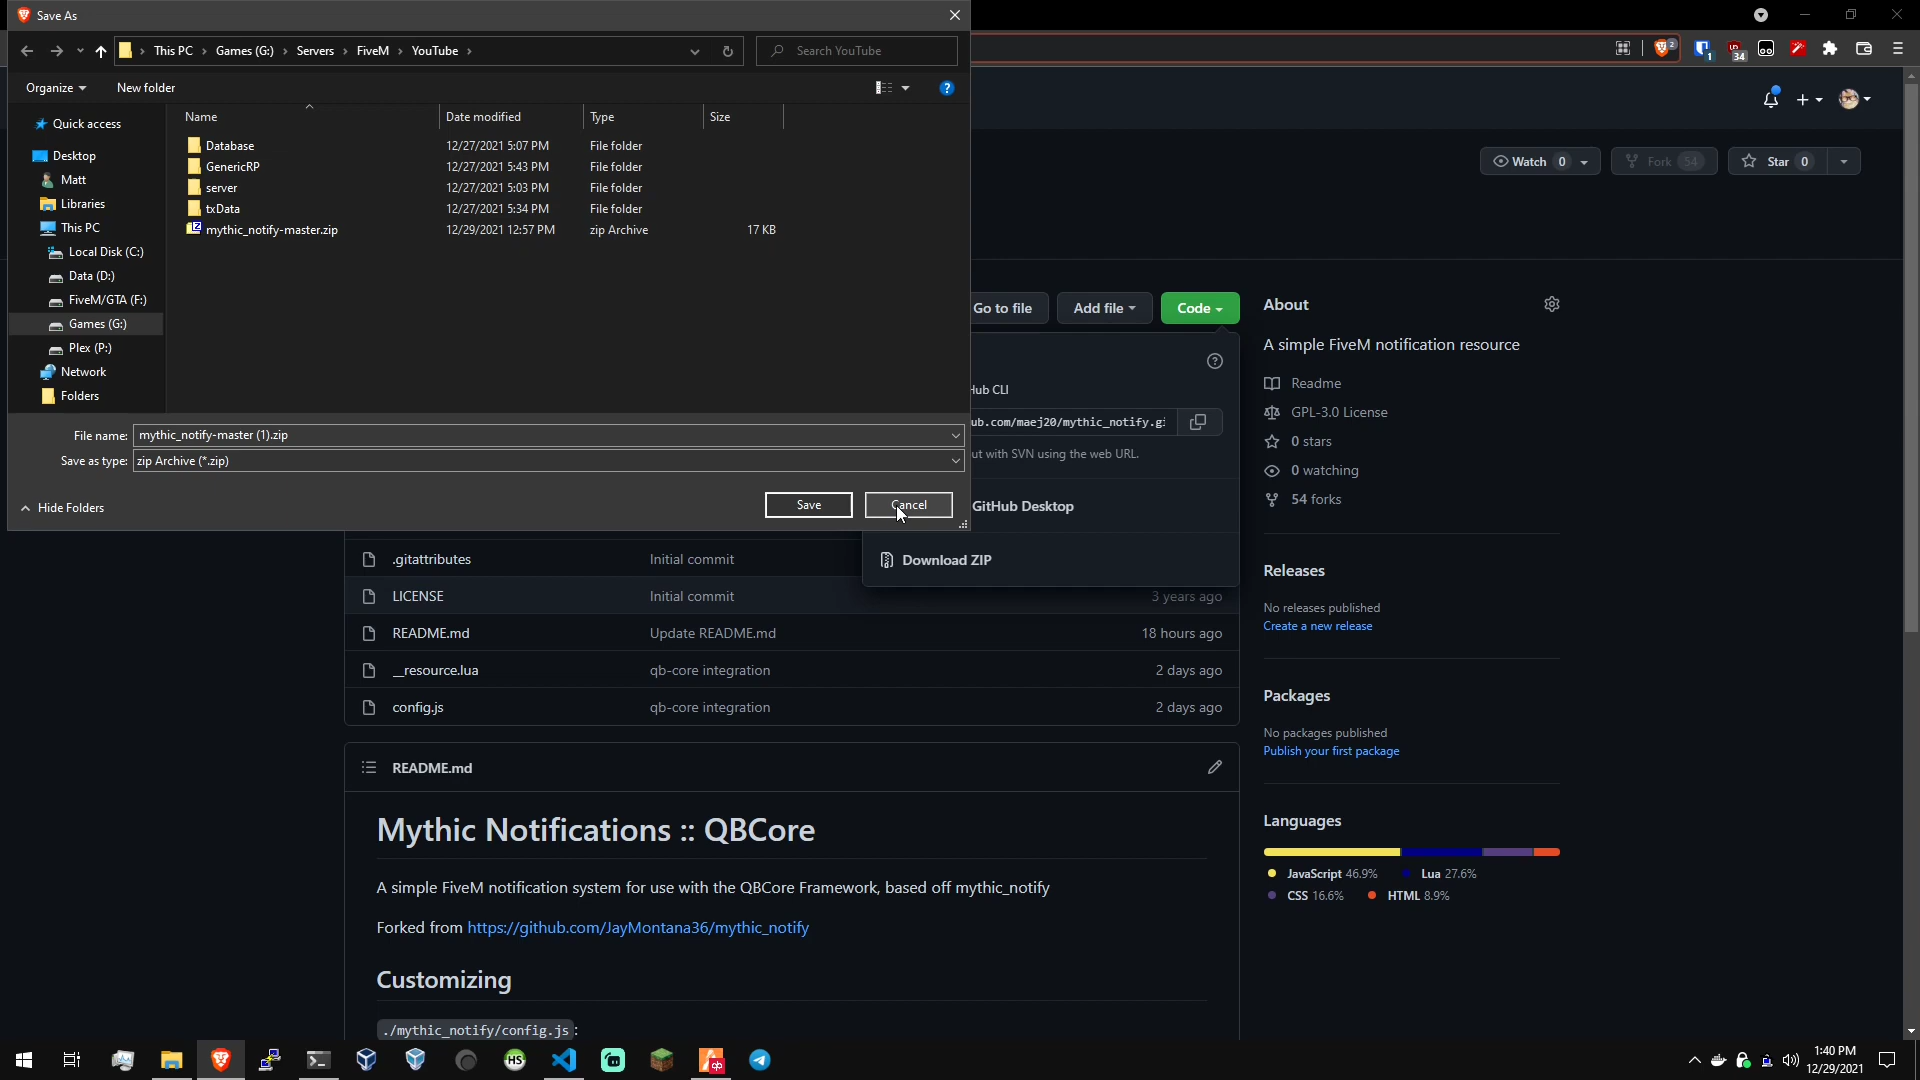 Save As
This PC > Games (G:) > Servers > FiveM > YouTube >
Search YouTube
Organize
New folder
Quick access
Desktop
Matt
Libraries
This PC
Local Disk (C:)
Data (D:)
FiveM/GTA (F:)
Games (G:)
Plex (P:)
Network
Folders
Name Date modified Type Size
Database 12/27/2021 5:07 PM File folder
GenericRP 12/27/2021 5:43 PM File folder
server 12/27/2021 5:03 PM File folder
txData 12/27/2021 5:34 PM File folder
mythic_notify-master.zip 12/29/2021 12:57 PM zip Archive 17 KB
File name: mythic_notify-master (1).zip
Save as type: zip Archive (*.zip)
Hide Folders
Save
Cancel
2
1
34
Watch 0
Fork 54
Star 0
Go to file
Add file
Code
Hub CLI
ub.com/maej20/mythic_notify.gi
ut with SVN using the web URL.
GitHub Desktop
Download ZIP
.gitattributes Initial commit
LICENSE Initial commit 3 years ago
README.md Update README.md 18 hours ago
__resource.lua qb-core integration 2 days ago
config.js qb-core integration 2 days ago
README.md
Mythic Notifications :: QBCore
A simple FiveM notification system for use with the QBCore Framework, based off mythic_notify
Forked from https://github.com/JayMontana36/mythic_notify
Customizing
./mythic_notify/config.js:
About
A simple FiveM notification resource
Readme
GPL-3.0 License
0 stars
0 watching
54 forks
Releases
No releases published
Create a new release
Packages
No packages published
Publish your first package
Languages
JavaScript 46.9% Lua 27.6%
CSS 16.6% HTML 8.9%
HS
qp
1:40 PM
12/29/2021